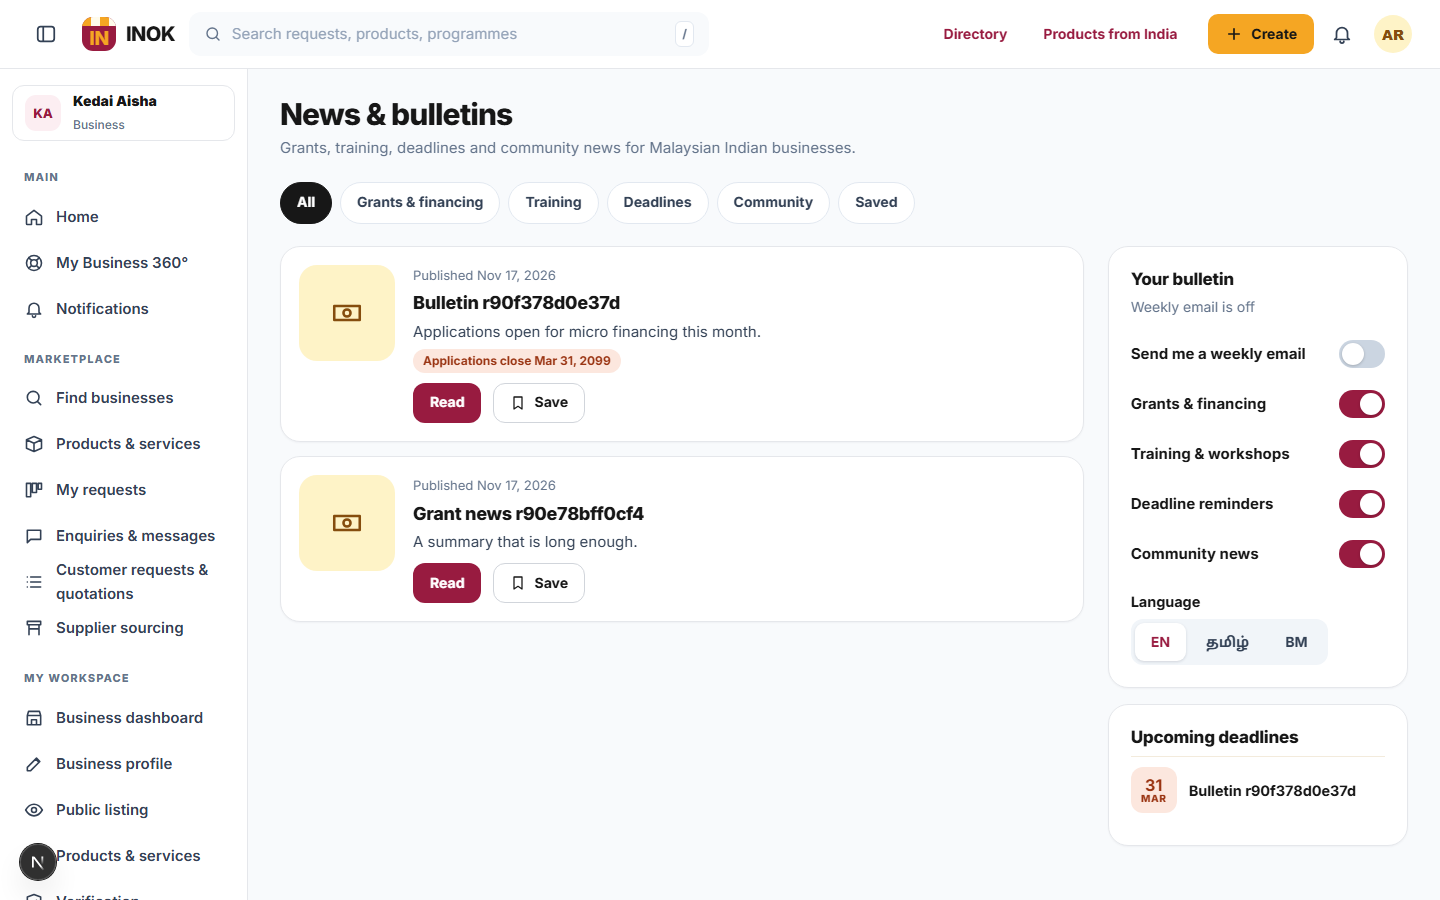 IN INOK
Search requests, products, programmes
/
Directory
Products from India
Create
AR
KA
Kedai Aisha
Business
MAIN
Home
My Business 360°
Notifications
MARKETPLACE
Find businesses
Products & services
My requests
Enquiries & messages
Customer requests &
quotations
Supplier sourcing
MY WORKSPACE
Business dashboard
Business profile
Public listing
N
Products & services
Verification
News & bulletins
Grants, training, deadlines and community news for Malaysian Indian businesses.
All
Grants & financing
Training
Deadlines
Community
Saved
Published Nov 17, 2026
Bulletin r90f378d0e37d
Applications open for micro financing this month.
Applications close Mar 31, 2099
Read
Save
Published Nov 17, 2026
Grant news r90e78bff0cf4
A summary that is long enough.
Read
Save
Your bulletin
Weekly email is off
Send me a weekly email
Grants & financing
Training & workshops
Deadline reminders
Community news
Language
EN
தமிழ்
BM
Upcoming deadlines
31
MAR
Bulletin r90f378d0e37d